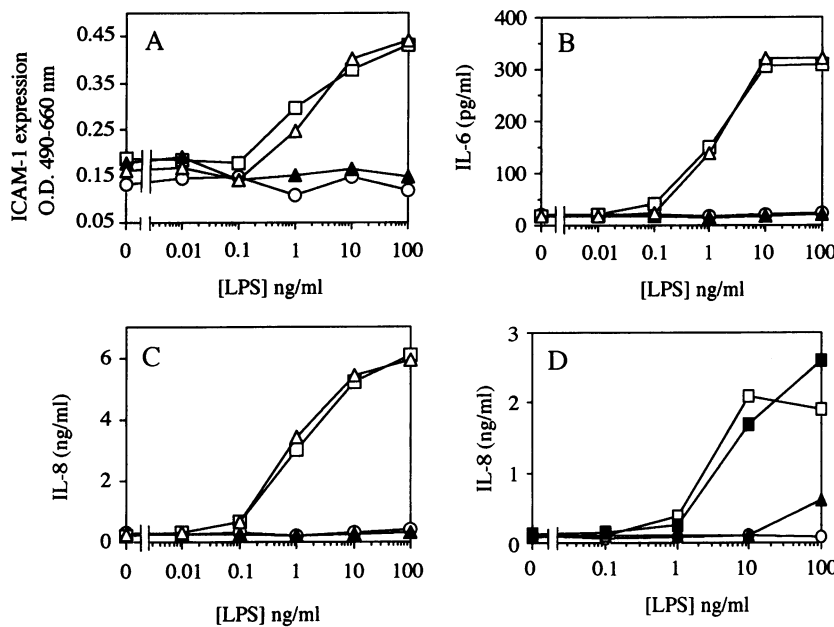 A
ICAM-1 expression
O.D. 490-660 nm
0.45
0.35
0.25
0.15
0.05
0 0.01 0.1 1 10 100
[LPS] ng/ml
B
IL-6 (pg/ml)
400
300
200
100
0
0 0.01 0.1 1 10 100
[LPS] ng/ml
C
IL-8 (ng/ml)
6
4
2
0
0 0.01 0.1 1 10 100
[LPS] ng/ml
D
IL-8 (ng/ml)
3
2
1
0
0 0.1 1 10 100
[LPS] ng/ml